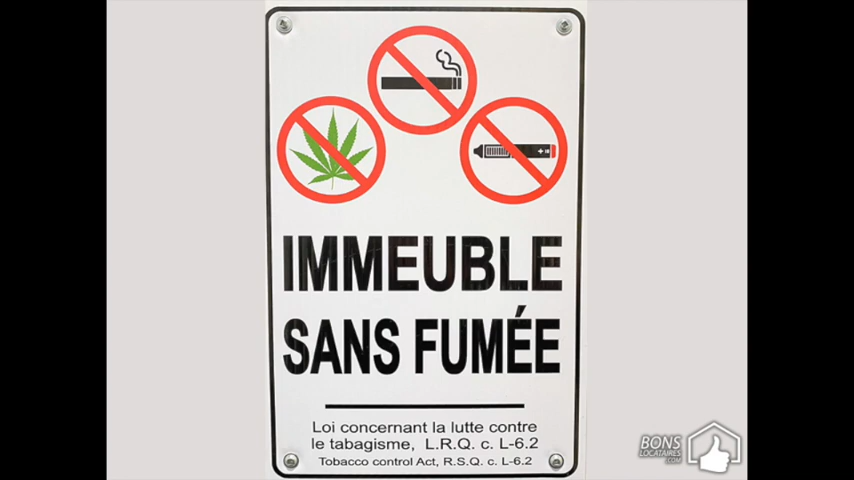 IMMEUBLE
SANS FUMÉE
Loi concernant la lutte contre
le tabagisme, L.R.Q. c. L-6.2
Tobacco control Act, R.S.Q. c. L-6.2
BONS
LOCATAIRES
.COM